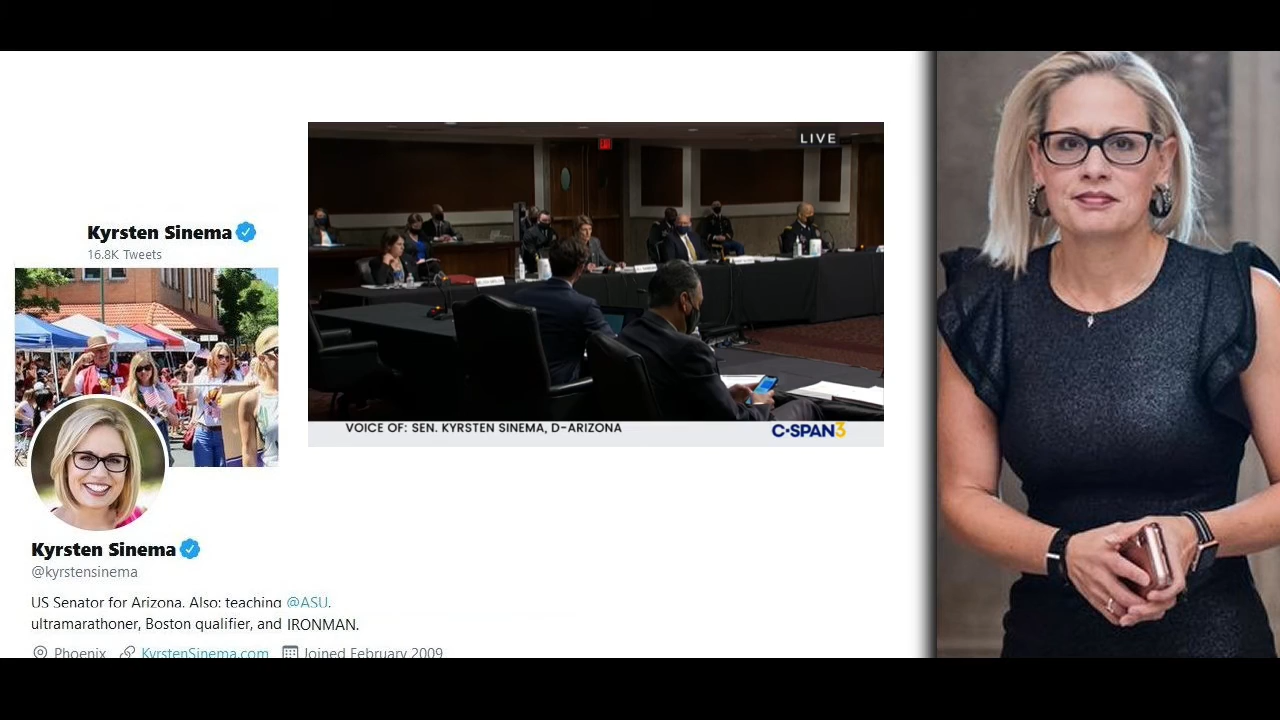 Kyrsten Sinema
16.8K Tweets
LIVE
VOICE OF: SEN. KYRSTEN SINEMA, D-ARIZONA
C-SPAN3
Kyrsten Sinema
@kyrstensinema
US Senator for Arizona. Also: teaching @ASU.
ultramarathoner, Boston qualifier, and IRONMAN.
Phoenix KyrstenSinema.com Joined February 2009